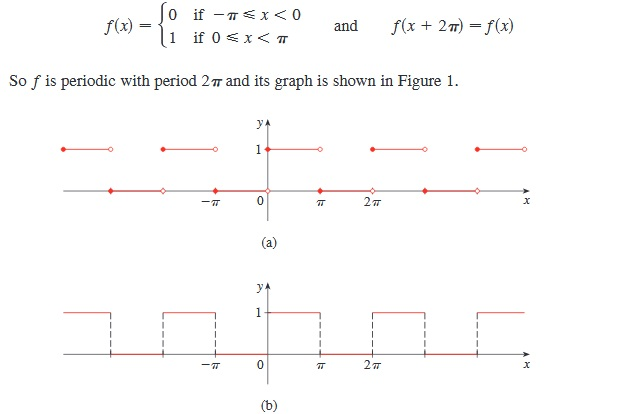 f(x) = {0 if −π ⩽ x < 0
1 if 0 ⩽ x < π
and f(x + 2π) = f(x)
So f is periodic with period 2π and its graph is shown in Figure 1.
y
1
−π 0 π 2π x
(a)
y
1
−π 0 π 2π x
(b)